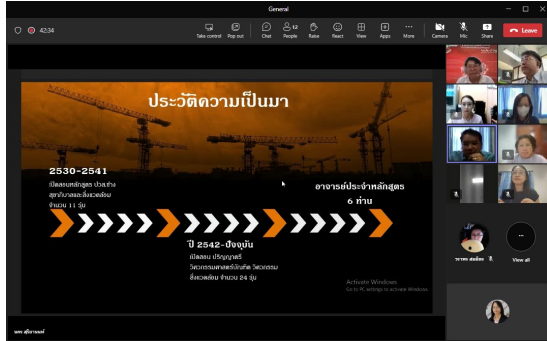 General
42:34
Take control
Pop out
Chat
People
12
Raise
React
View
Apps
More
Camera
Mic
Share
Leave
ประวัติความเป็นมา
2530-2541
เปิดสอนหลักสูตร ปวส.ช่าง
สุขาภิบาลและสิ่งแวดล้อม
จำนวน 11 รุ่น
อาจารย์ประจำหลักสูตร
6 ท่าน
ปี 2542-ปัจจุบัน
เปิดสอน ปริญญาตรี
วิศวกรรมศาสตร์บัณฑิต วิศวกรรม
สิ่งแวดล้อม จำนวน 24 รุ่น
Activate Windows
Go to PC settings to activate Windows.
View all